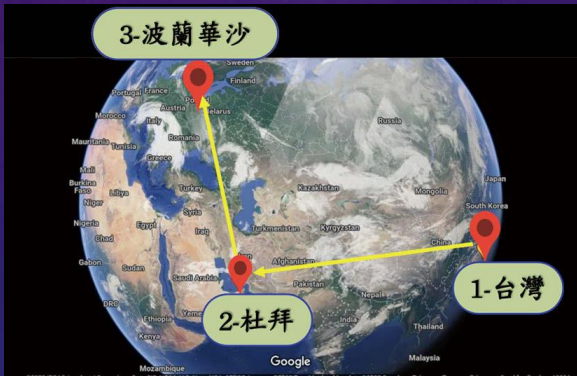 3-波蘭華沙
Sweden
Finland
Portugal
France
Austria
Belarus
Russia
Morocco
Italy
Romania
Mauritania
Tunisia
Greece
Japan
Mali
Burkina
Faso
Libya
Turkey
Kazakhstan
Mongolia
Niger
Syria
South Korea
Nigeria
Egypt
Iraq
Turkmenistan
Kyrgyzstan
China
Chad
Afghanistan
Gabon
Sudan
Saudi Arabia
Pakistan
1-台灣
Nepal
2-杜拜
DRC
Ethiopia
India
Thailand
Kenya
Google
Malaysia
Mozambique